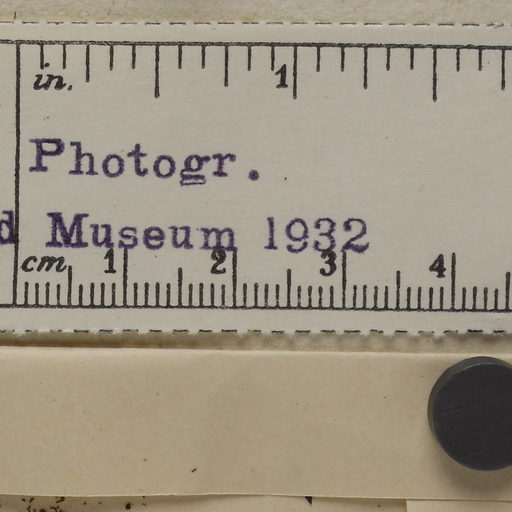 in. 1
Photogr.
d Museum 1932
cm 1 2 3 4